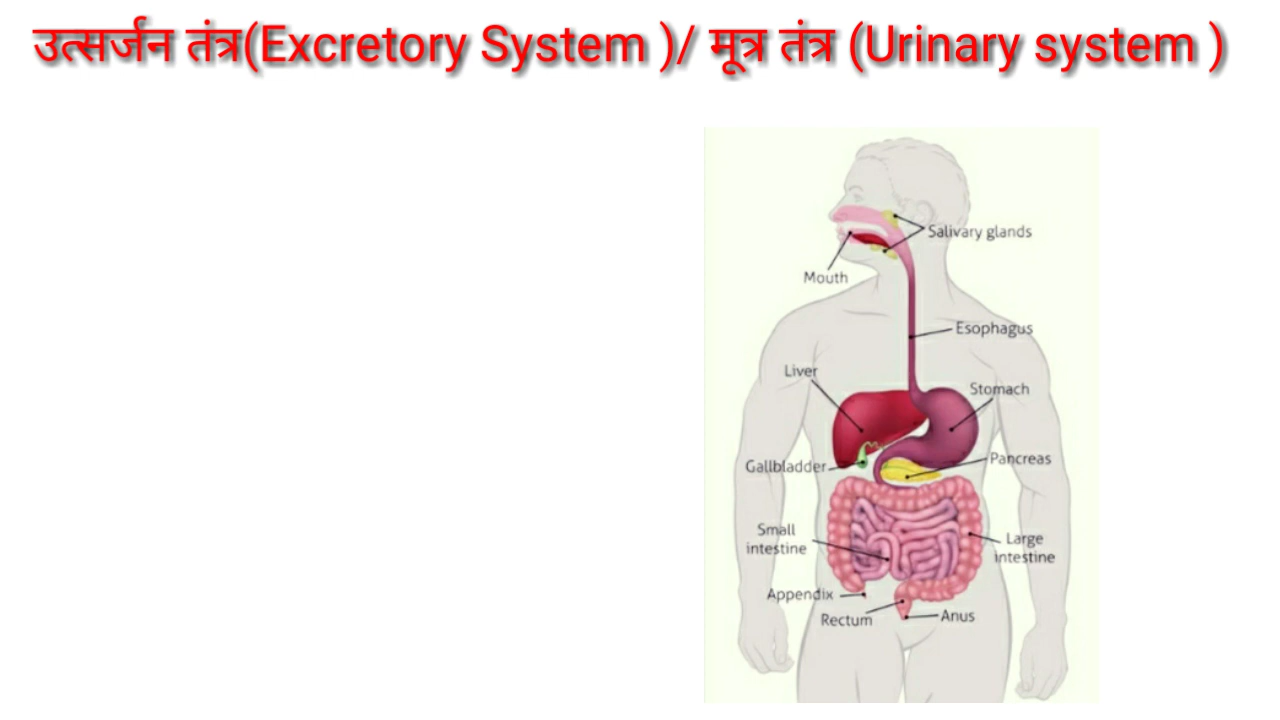 उत्सर्जन तंत्र(Excretory System )/ मूत्र तंत्र (Urinary system )
Salivary glands
Mouth
Esophagus
Liver
Stomach
Gallbladder
Pancreas
Small
intestine
Large
intestine
Appendix
Rectum
Anus